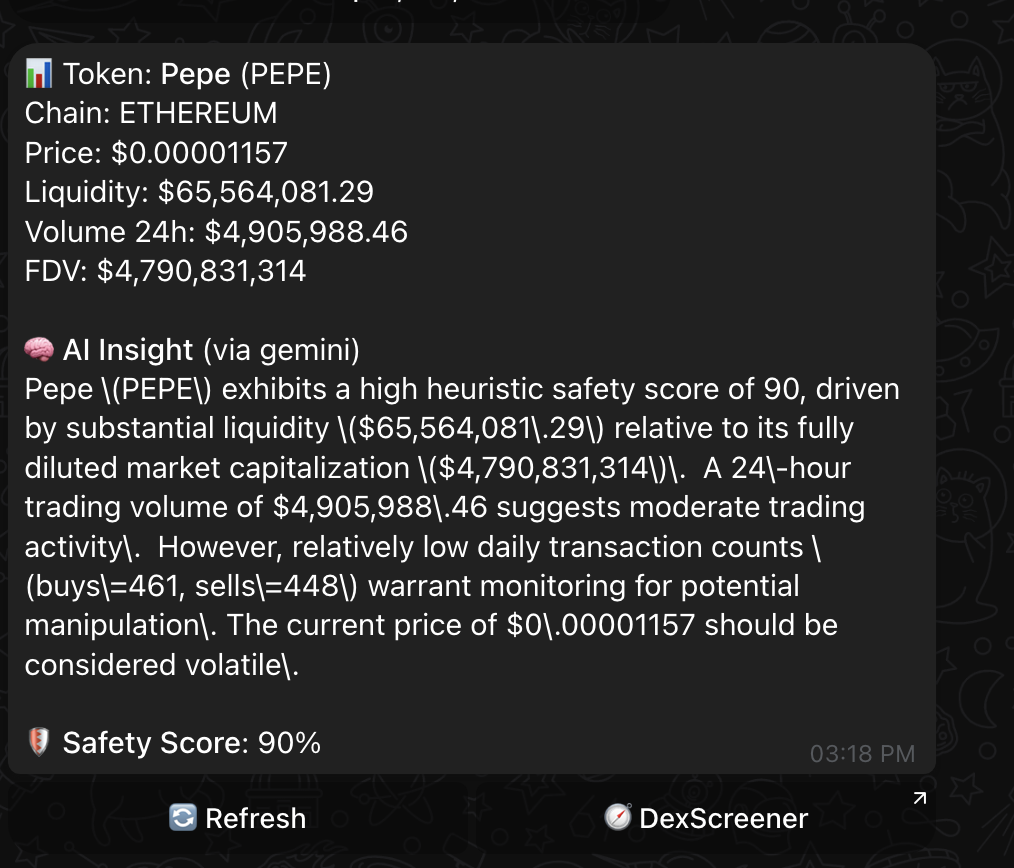 Token: Pepe (PEPE)
Chain: ETHEREUM
Price: $0.00001157
Liquidity: $65,564,081.29
Volume 24h: $4,905,988.46
FDV: $4,790,831,314
AI Insight (via gemini)
Pepe \(PEPE\) exhibits a high heuristic safety score of 90, driven
by substantial liquidity \($65,564,081\.29\) relative to its fully
diluted market capitalization \($4,790,831,314\)\.  A 24\-hour
trading volume of $4,905,988\.46 suggests moderate trading
activity\.  However, relatively low daily transaction counts \
(buys\=461, sells\=448\) warrant monitoring for potential
manipulation\. The current price of $0\.00001157 should be
considered volatile\.
Safety Score: 90%
03:18 PM
Refresh
DexScreener